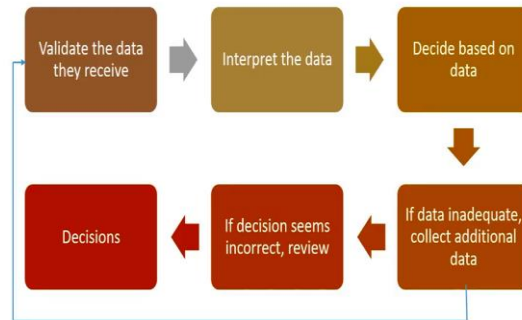 Validate the data
they receive
Interpret the data
Decide based on
data
If data inadequate,
collect additional
data
If decision seems
incorrect, review
Decisions